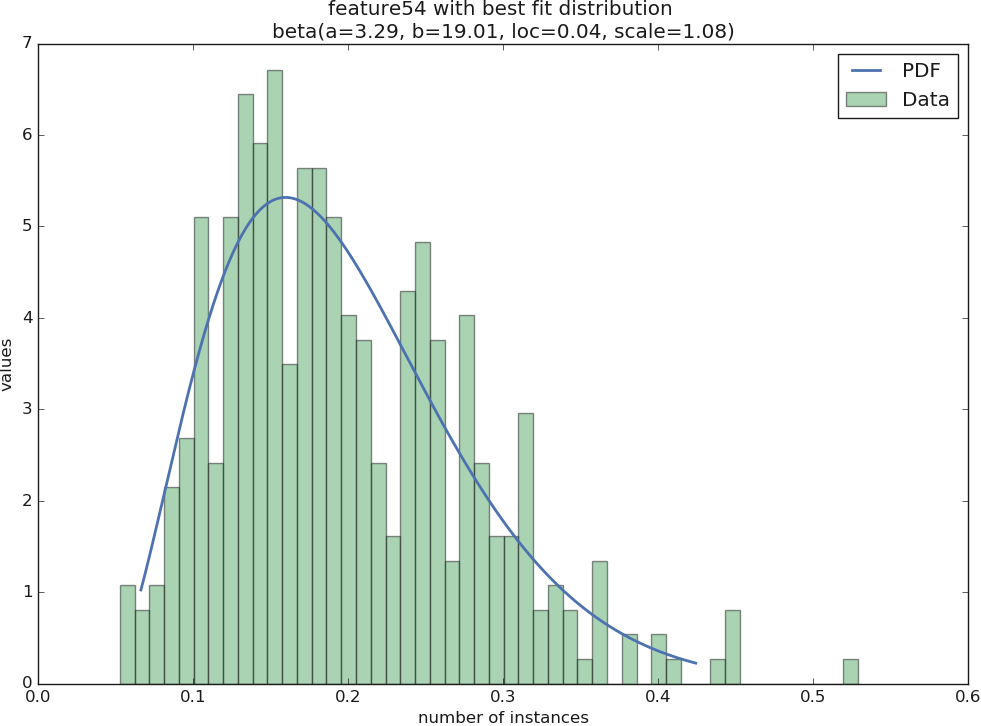 feature54 with best fit distribution
beta(a=3.29, b=19.01, loc=0.04, scale=1.08)
PDF
Data
7
6
5
4
3
2
1
0
values
0.0 0.1 0.2 0.3 0.4 0.5 0.6
number of instances